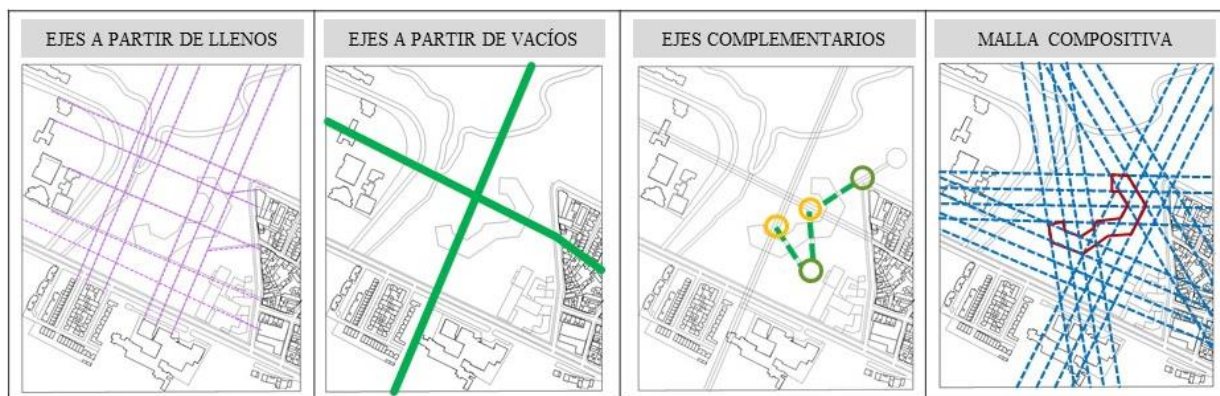 EJES A PARTIR DE LLENOS
EJES A PARTIR DE VACÍOS
EJES COMPLEMENTARIOS
MALLA COMPOSITIVA